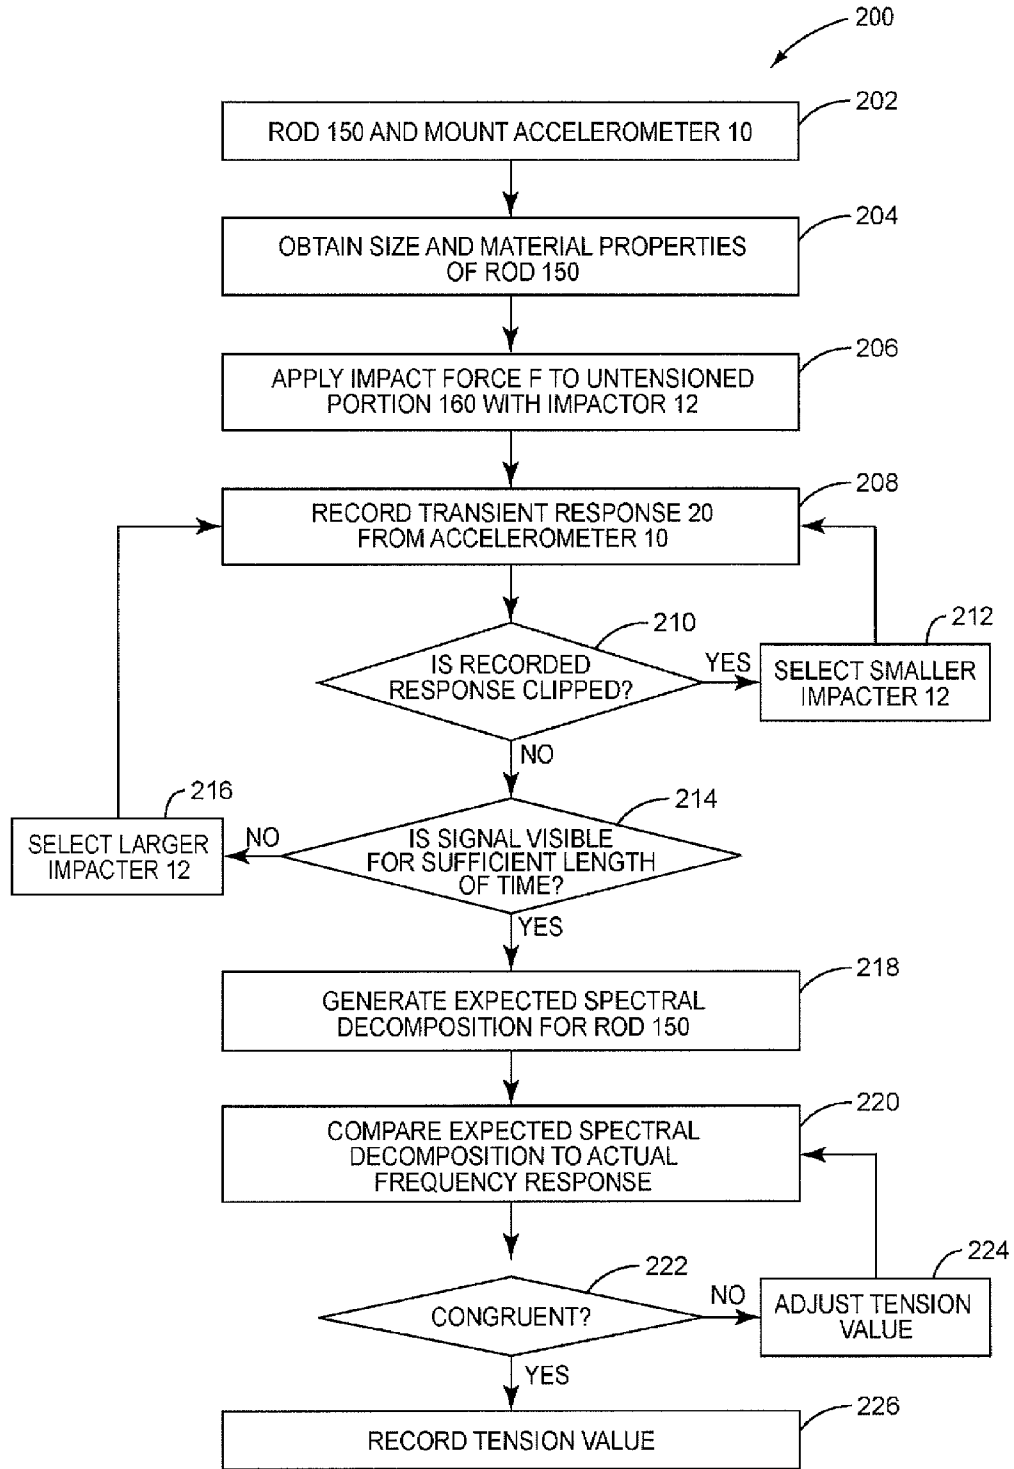 200
202
ROD 150 AND MOUNT ACCELEROMETER 10
204
OBTAIN SIZE AND MATERIAL PROPERTIES
OF ROD 150
206
APPLY IMPACT FORCE F TO UNTENSIONED
PORTION 160 WITH IMPACTOR 12
208
RECORD TRANSIENT RESPONSE 20
FROM ACCELEROMETER 10
210
IS RECORDED
RESPONSE CLIPPED?
YES
212
SELECT SMALLER
IMPACTER 12
NO
214
IS SIGNAL VISIBLE
FOR SUFFICIENT LENGTH
OF TIME?
NO
216
SELECT LARGER
IMPACTER 12
YES
218
GENERATE EXPECTED SPECTRAL
DECOMPOSITION FOR ROD 150
220
COMPARE EXPECTED SPECTRAL
DECOMPOSITION TO ACTUAL
FREQUENCY RESPONSE
222
CONGRUENT?
NO
224
ADJUST TENSION
VALUE
YES
226
RECORD TENSION VALUE